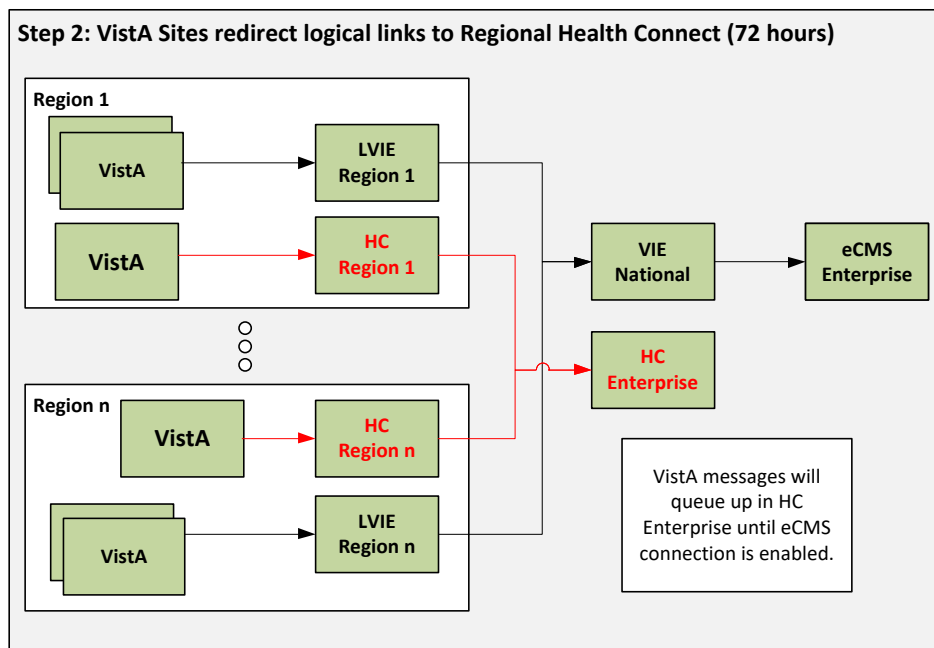 Step 2: VistA Sites redirect logical links to Regional Health Connect (72 hours)
Region 1
VistA
LVIE
Region 1
VistA
HC
Region 1
VIE
National
eCMS
Enterprise
HC
Enterprise
Region n
VistA
HC
Region n
VistA
LVIE
Region n
VistA messages will
queue up in HC
Enterprise until eCMS
connection is enabled.